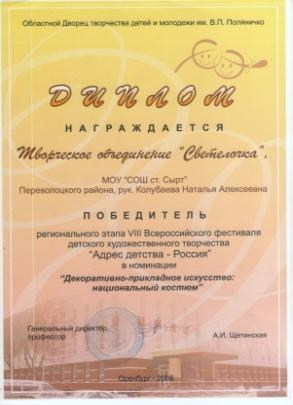 Областной Дворец творчества детей и молодежи им. В.П. Поляничко
ДИПЛОМ
НАГРАЖДАЕТСЯ
Творческое объединение "Светелочка",
МОУ "СОШ ст. Сырт"
Переволоцкого района, рук. Колубаева Наталья Алексеевна
ПОБЕДИТЕЛЬ
регионального этапа VIII Всероссийского фестиваля
детского художественного творчества
"Адрес детства - Россия"
в номинации
"Декоративно-прикладное искусство:
национальный костюм"
Генеральный директор,
профессор
А.И. Щетинская
Оренбург - 2008